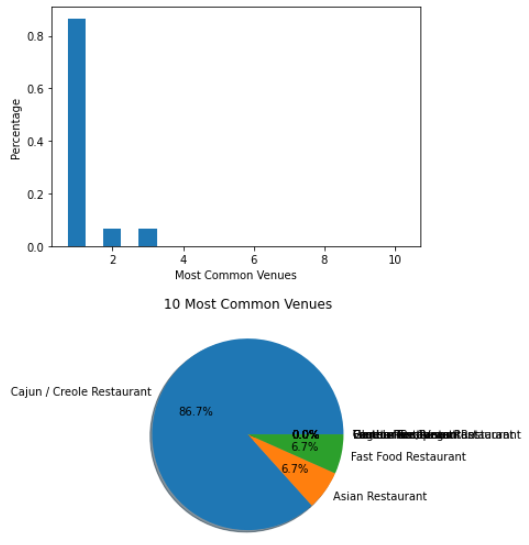 0.8
0.6
0.4
0.2
0.0
Percentage
2 4 6 8 10
Most Common Venues
10 Most Common Venues
Cajun / Creole Restaurant
86.7%
0.0%
6.7%
Fast Food Restaurant
6.7%
Asian Restaurant